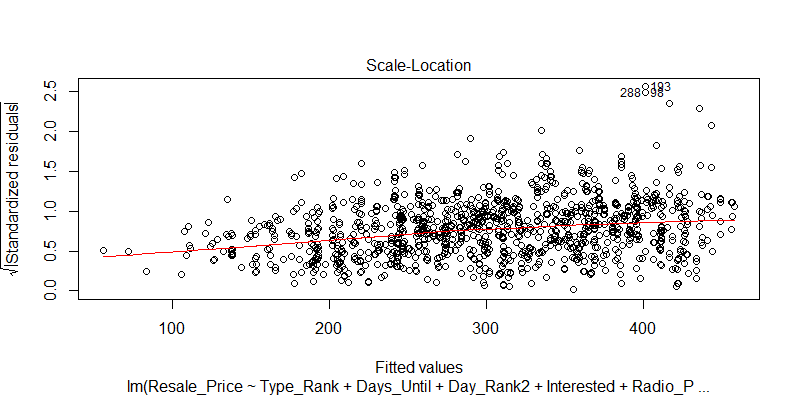 Scale-Location
√|Standardized residuals|
2.5
2.0
1.5
1.0
0.5
0.0
193
288 98
100 200 300 400
Fitted values
lm(Resale_Price ~ Type_Rank + Days_Until + Day_Rank2 + Interested + Radio_P ...